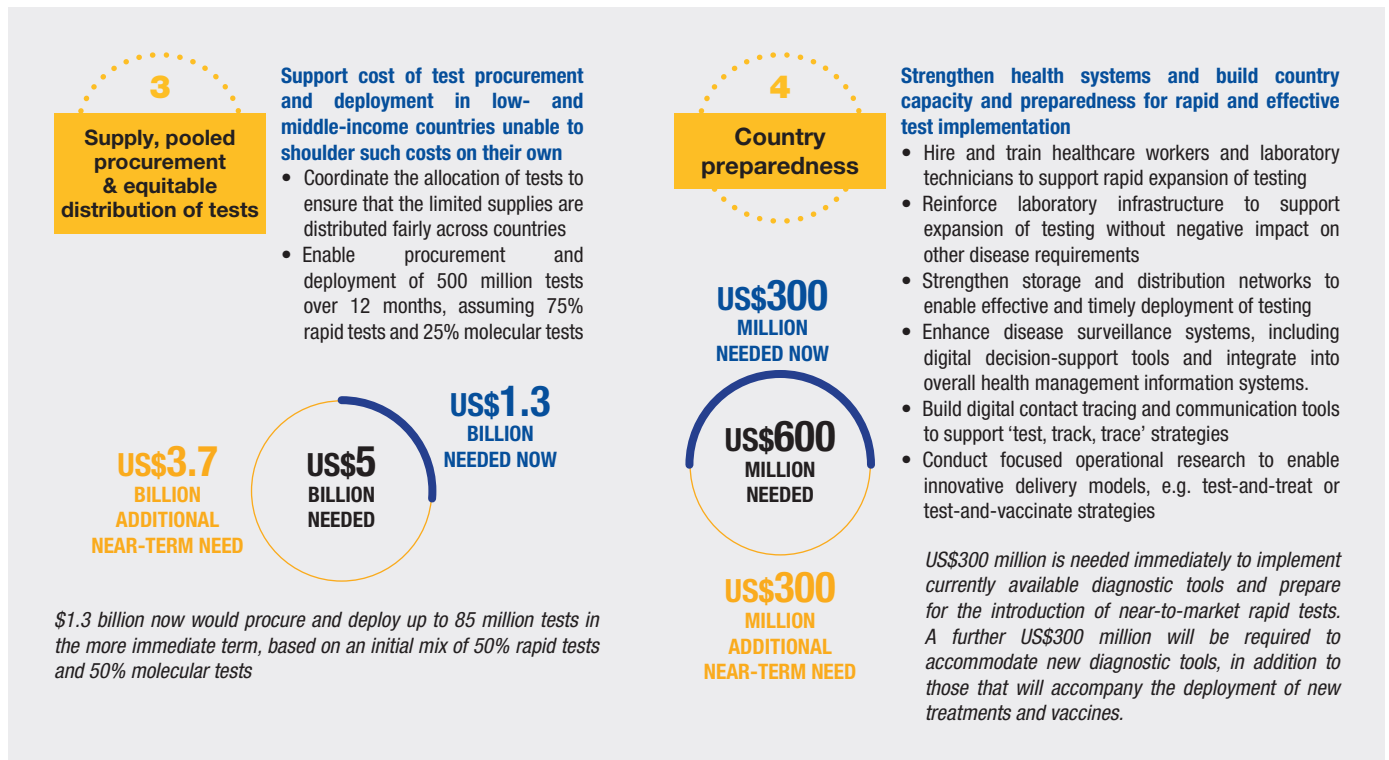 3
Supply, pooled
procurement
& equitable
distribution of tests
Support cost of test procurement
and deployment in low- and
middle-income countries unable to
shoulder such costs on their own
• Coordinate the allocation of tests to
ensure that the limited supplies are
distributed fairly across countries
• Enable procurement and
deployment of 500 million tests
over 12 months, assuming 75%
rapid tests and 25% molecular tests
US$1.3
BILLION
NEEDED NOW
US$5
BILLION
NEEDED
US$3.7
BILLION
ADDITIONAL
NEAR-TERM NEED
$1.3 billion now would procure and deploy up to 85 million tests in
the more immediate term, based on an initial mix of 50% rapid tests
and 50% molecular tests
4
Country
preparedness
US$300
MILLION
NEEDED NOW
US$600
MILLION
NEEDED
US$300
MILLION
ADDITIONAL
NEAR-TERM NEED
Strengthen health systems and build country
capacity and preparedness for rapid and effective
test implementation
• Hire and train healthcare workers and laboratory
technicians to support rapid expansion of testing
• Reinforce laboratory infrastructure to support
expansion of testing without negative impact on
other disease requirements
• Strengthen storage and distribution networks to
enable effective and timely deployment of testing
• Enhance disease surveillance systems, including
digital decision-support tools and integrate into
overall health management information systems.
• Build digital contact tracing and communication tools
to support ‘test, track, trace’ strategies
• Conduct focused operational research to enable
innovative delivery models, e.g. test-and-treat or
test-and-vaccinate strategies
US$300 million is needed immediately to implement
currently available diagnostic tools and prepare
for the introduction of near-to-market rapid tests.
A further US$300 million will be required to
accommodate new diagnostic tools, in addition to
those that will accompany the deployment of new
treatments and vaccines.